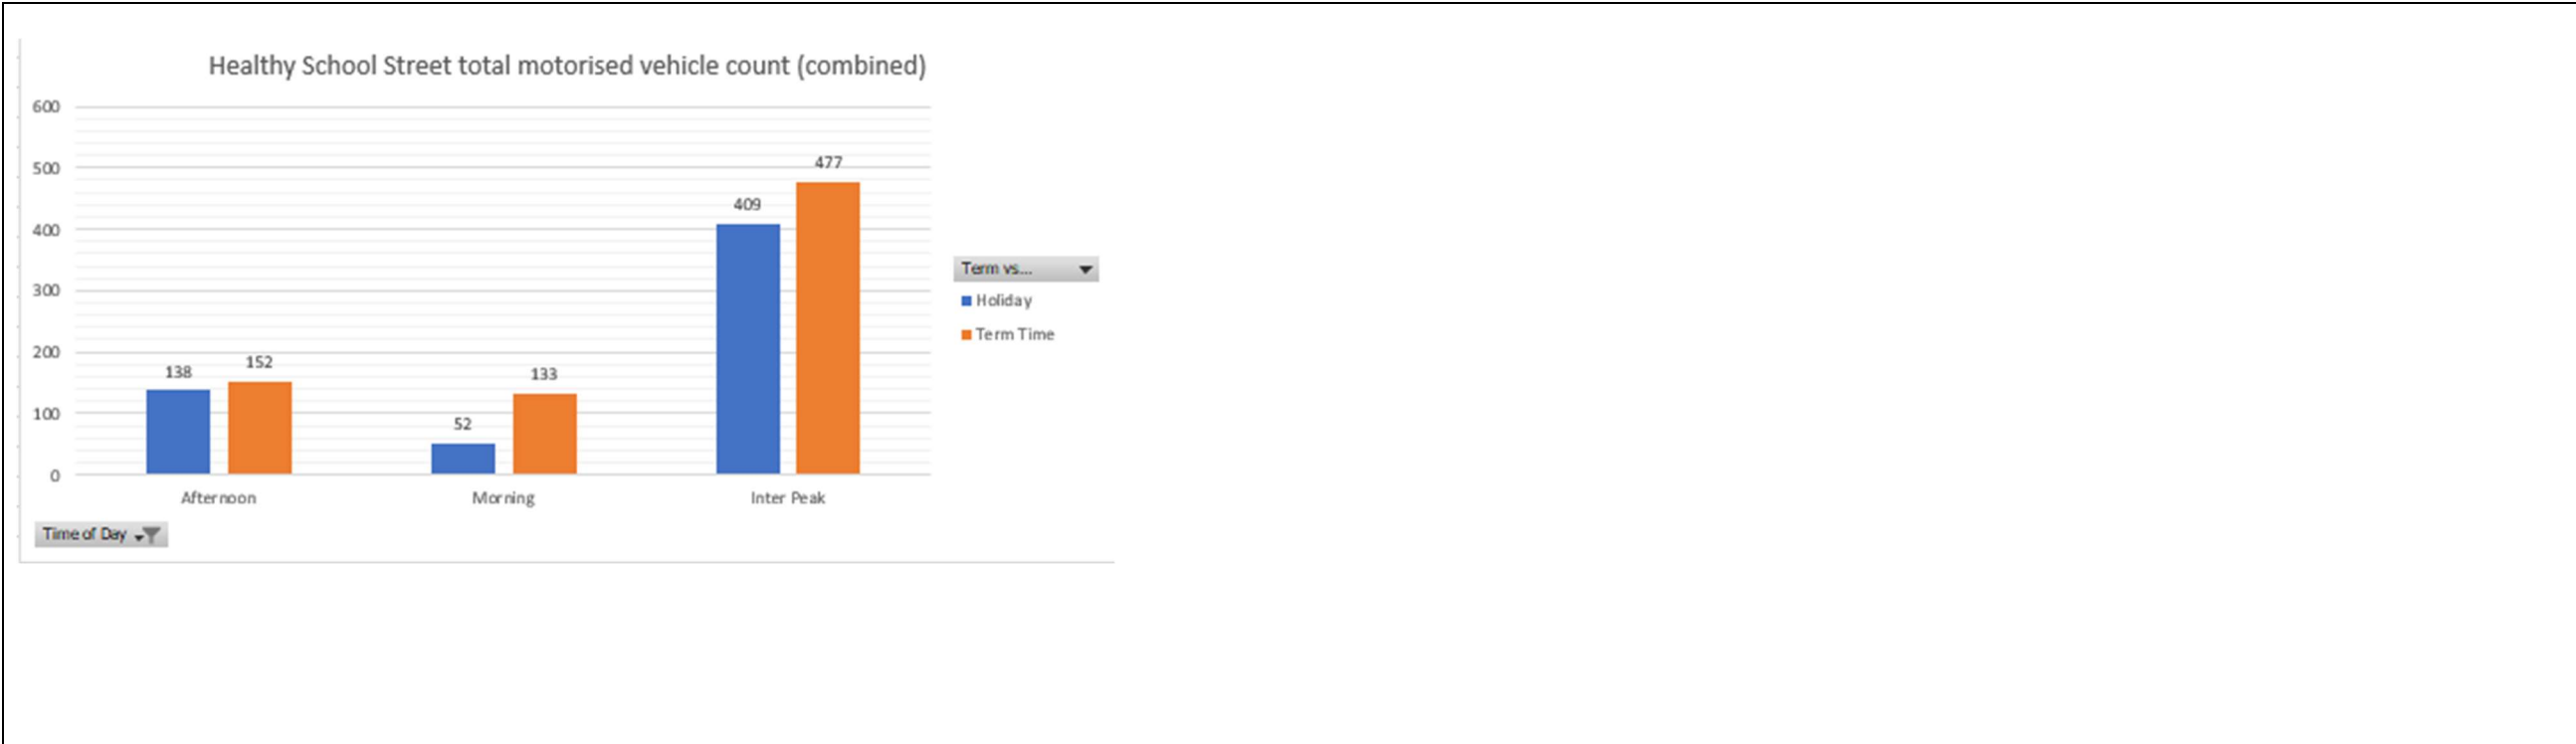 Healthy School Street total motorised vehicle count (combined)
600
500
400
300
200
100
0
138
152
52
133
409
477
Afternoon
Morning
Inter Peak
Term vs...
Holiday
Term Time
Time of Day